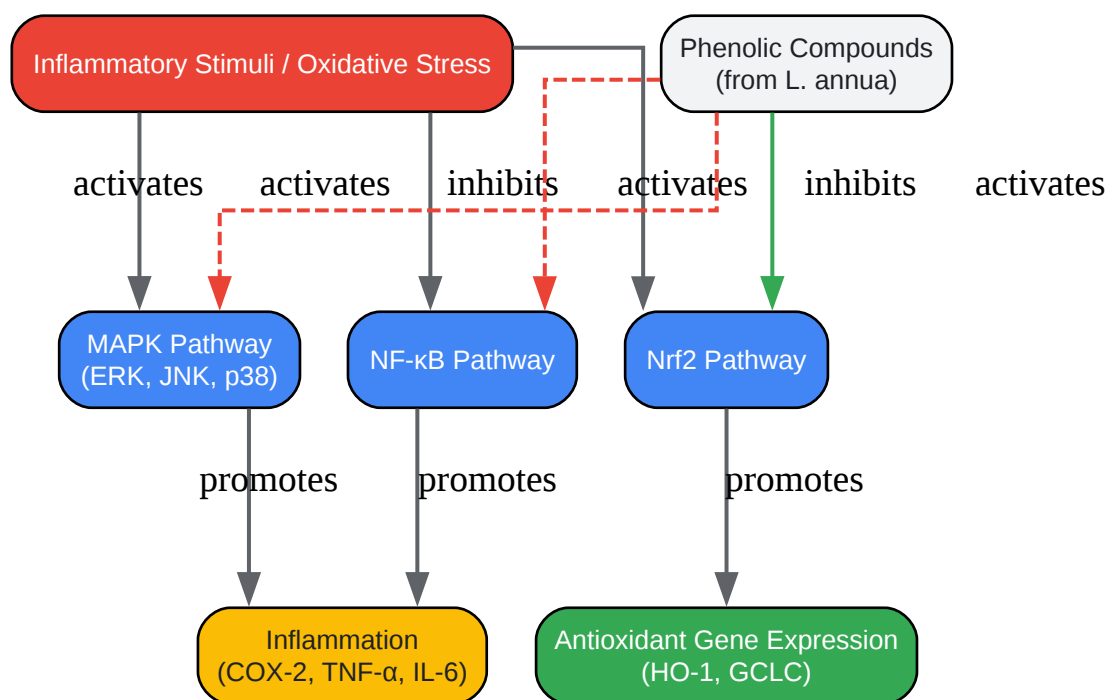 Inflammatory Stimuli / Oxidative Stress
Phenolic Compounds
(from L. annua)
activates
activates
inhibits
activates
inhibits
activates
MAPK Pathway
(ERK, JNK, p38)
NF-κB Pathway
Nrf2 Pathway
promotes
promotes
promotes
Inflammation
(COX-2, TNF-α, IL-6)
Antioxidant Gene Expression
(HO-1, GCLC)